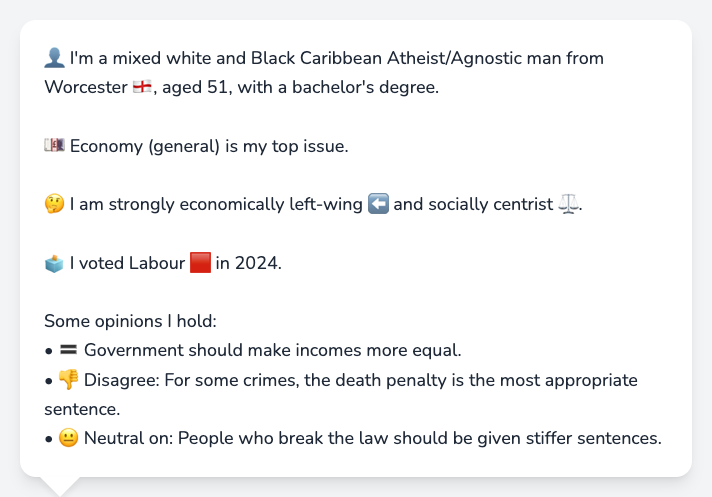 👤 I'm a mixed white and Black Caribbean Atheist/Agnostic man from
Worcester 🏴󠁧󠁢󠁥󠁮󠁧󠁿, aged 51, with a bachelor's degree.
💷 Economy (general) is my top issue.
🤔 I am strongly economically left-wing ⬅️ and socially centrist ⚖️.
🗳️ I voted Labour 🟥 in 2024.
Some opinions I hold:
• 🟰 Government should make incomes more equal.
• 👎 Disagree: For some crimes, the death penalty is the most appropriate
sentence.
• 😐 Neutral on: People who break the law should be given stiffer sentences.